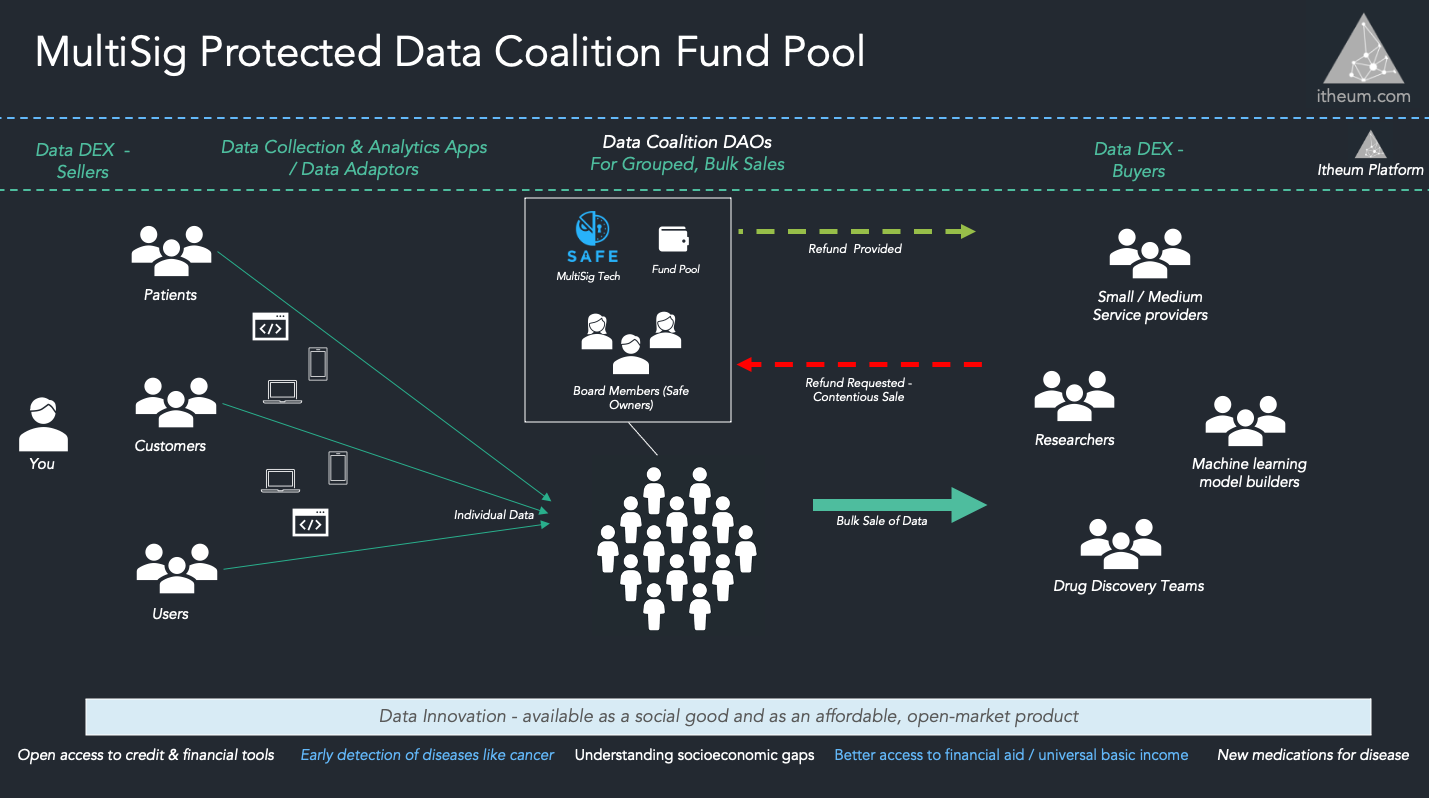 MultiSig Protected Data Coalition Fund Pool
itheum.com
Data DEX -
Sellers
Data Collection & Analytics Apps
/ Data Adaptors
Data Coalition DAOs
For Grouped, Bulk Sales
Data DEX -
Buyers
Itheum Platform
Patients
Customers
You
Users
</>
</>
Individual Data
SAFE
MultiSig Tech
Fund Pool
Board Members (Safe
Owners)
Refund Provided
Refund Requested -
Contentious Sale
Bulk Sale of Data
Small / Medium
Service providers
Researchers
Machine learning
model builders
Drug Discovery Teams
Data Innovation - available as a social good and as an affordable, open-market product
Open access to credit & financial tools
Early detection of diseases like cancer
Understanding socioeconomic gaps
Better access to financial aid / universal basic income
New medications for disease